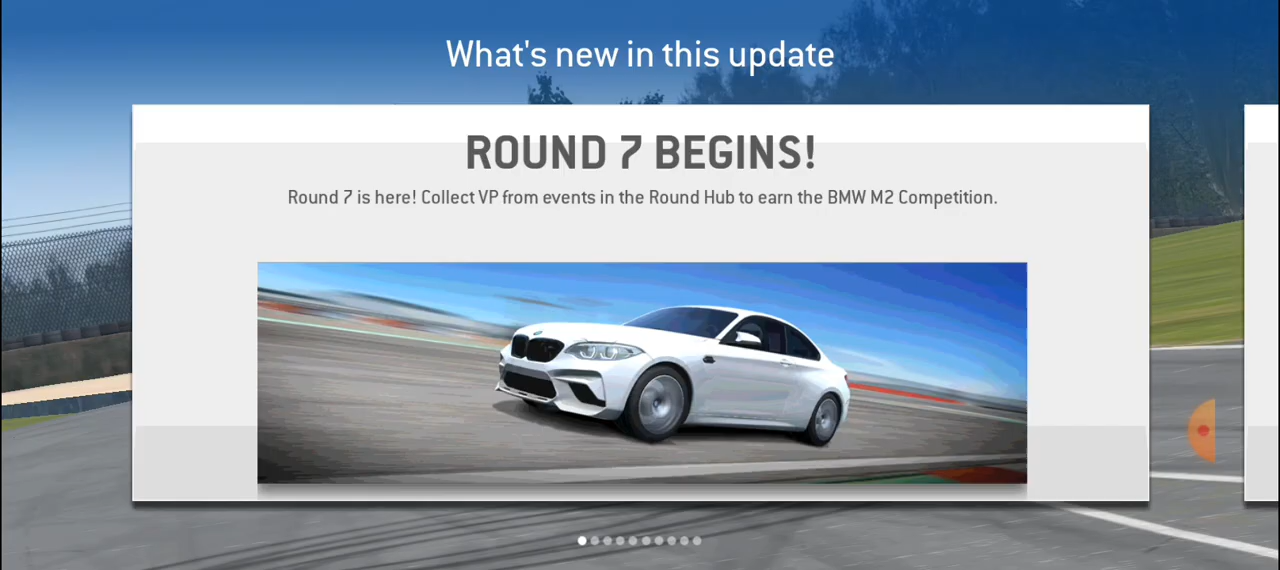 What's new in this update
ROUND 7 BEGINS!
Round 7 is here! Collect VP from events in the Round Hub to earn the BMW M2 Competition.